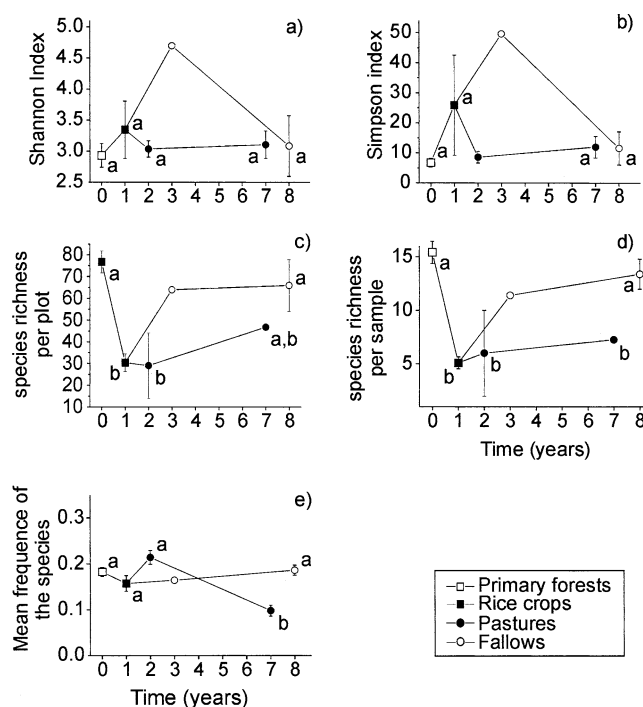 a)
Shannon Index
5.0
4.5
4.0
3.5
3.0
2.5
a
a
a
a
a
0 1 2 3 4 5 6 7 8
b)
Simpson index
50
40
30
20
10
0
a
a
a
a
a
0 1 2 3 4 5 6 7 8
c)
species richness
per plot
80
70
60
50
40
30
20
10
a
b
b
a,b
a
0 1 2 3 4 5 6 7 8
d)
species richness
per sample
15
10
5
a
b
b
b
a
0 1 2 3 4 5 6 7 8
Time (years)
e)
Mean frequence of
the species
0.3
0.2
0.1
0.0
a
a
a
b
a
0 1 2 3 4 5 6 7 8
Time (years)
Primary forests
Rice crops
Pastures
Fallows